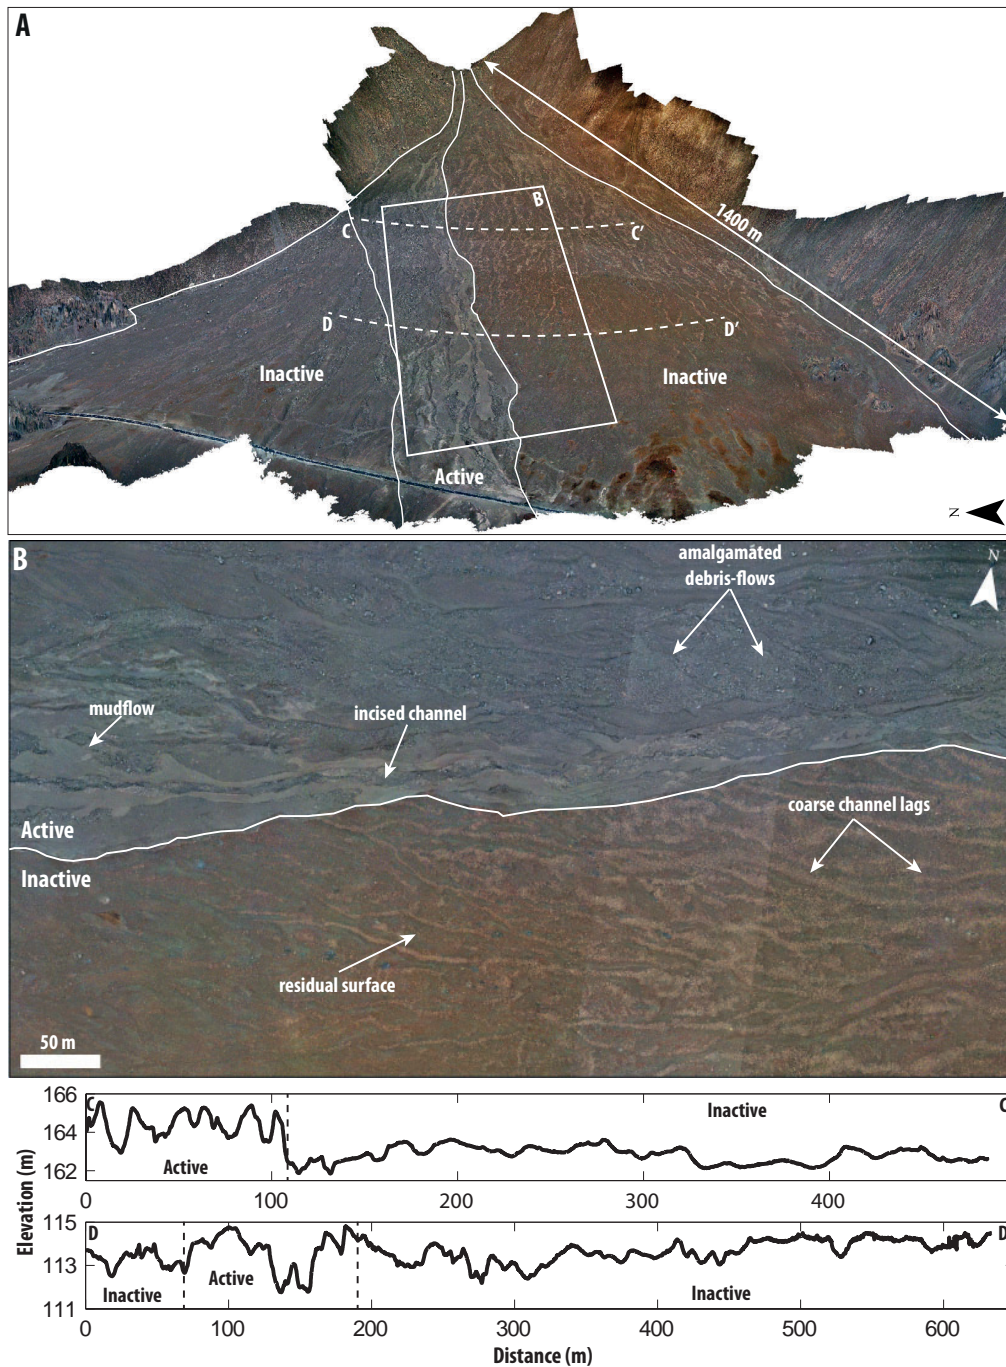 A
B
1400 m
C
C'
D
D'
Inactive
Inactive
Active
N
B
amalgamated
debris-flows
N
mudflow
incised channel
coarse channel lags
Active
Inactive
residual surface
50 m
166
164
162
C
C
Inactive
Active
0
100
200
300
400
Elevation (m)
115
113
111
D
D
Inactive
Active
Inactive
0
100
200
300
400
500
600
Distance (m)